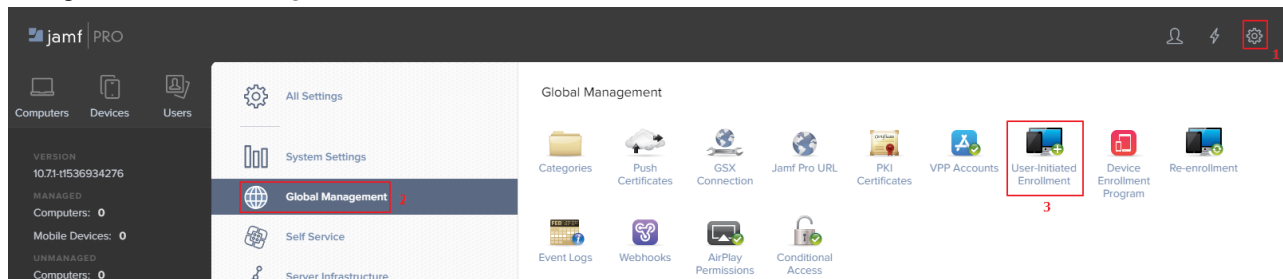 jamf PRO
1
Computers Devices Users
VERSION
10.7.1-t1536934276
MANAGED
Computers: 0
Mobile Devices: 0
UNMANAGED
Computers: 0
All Settings
System Settings
Global Management 2
Self Service
Server Infrastructure
Global Management
Categories
Push
Certificates
GSX
Connection
Jamf Pro URL
PKI
Certificates
VPP Accounts
User-Initiated
Enrollment
3
Device
Enrollment
Program
Re-enrollment
Event Logs
Webhooks
AirPlay
Permissions
Conditional
Access